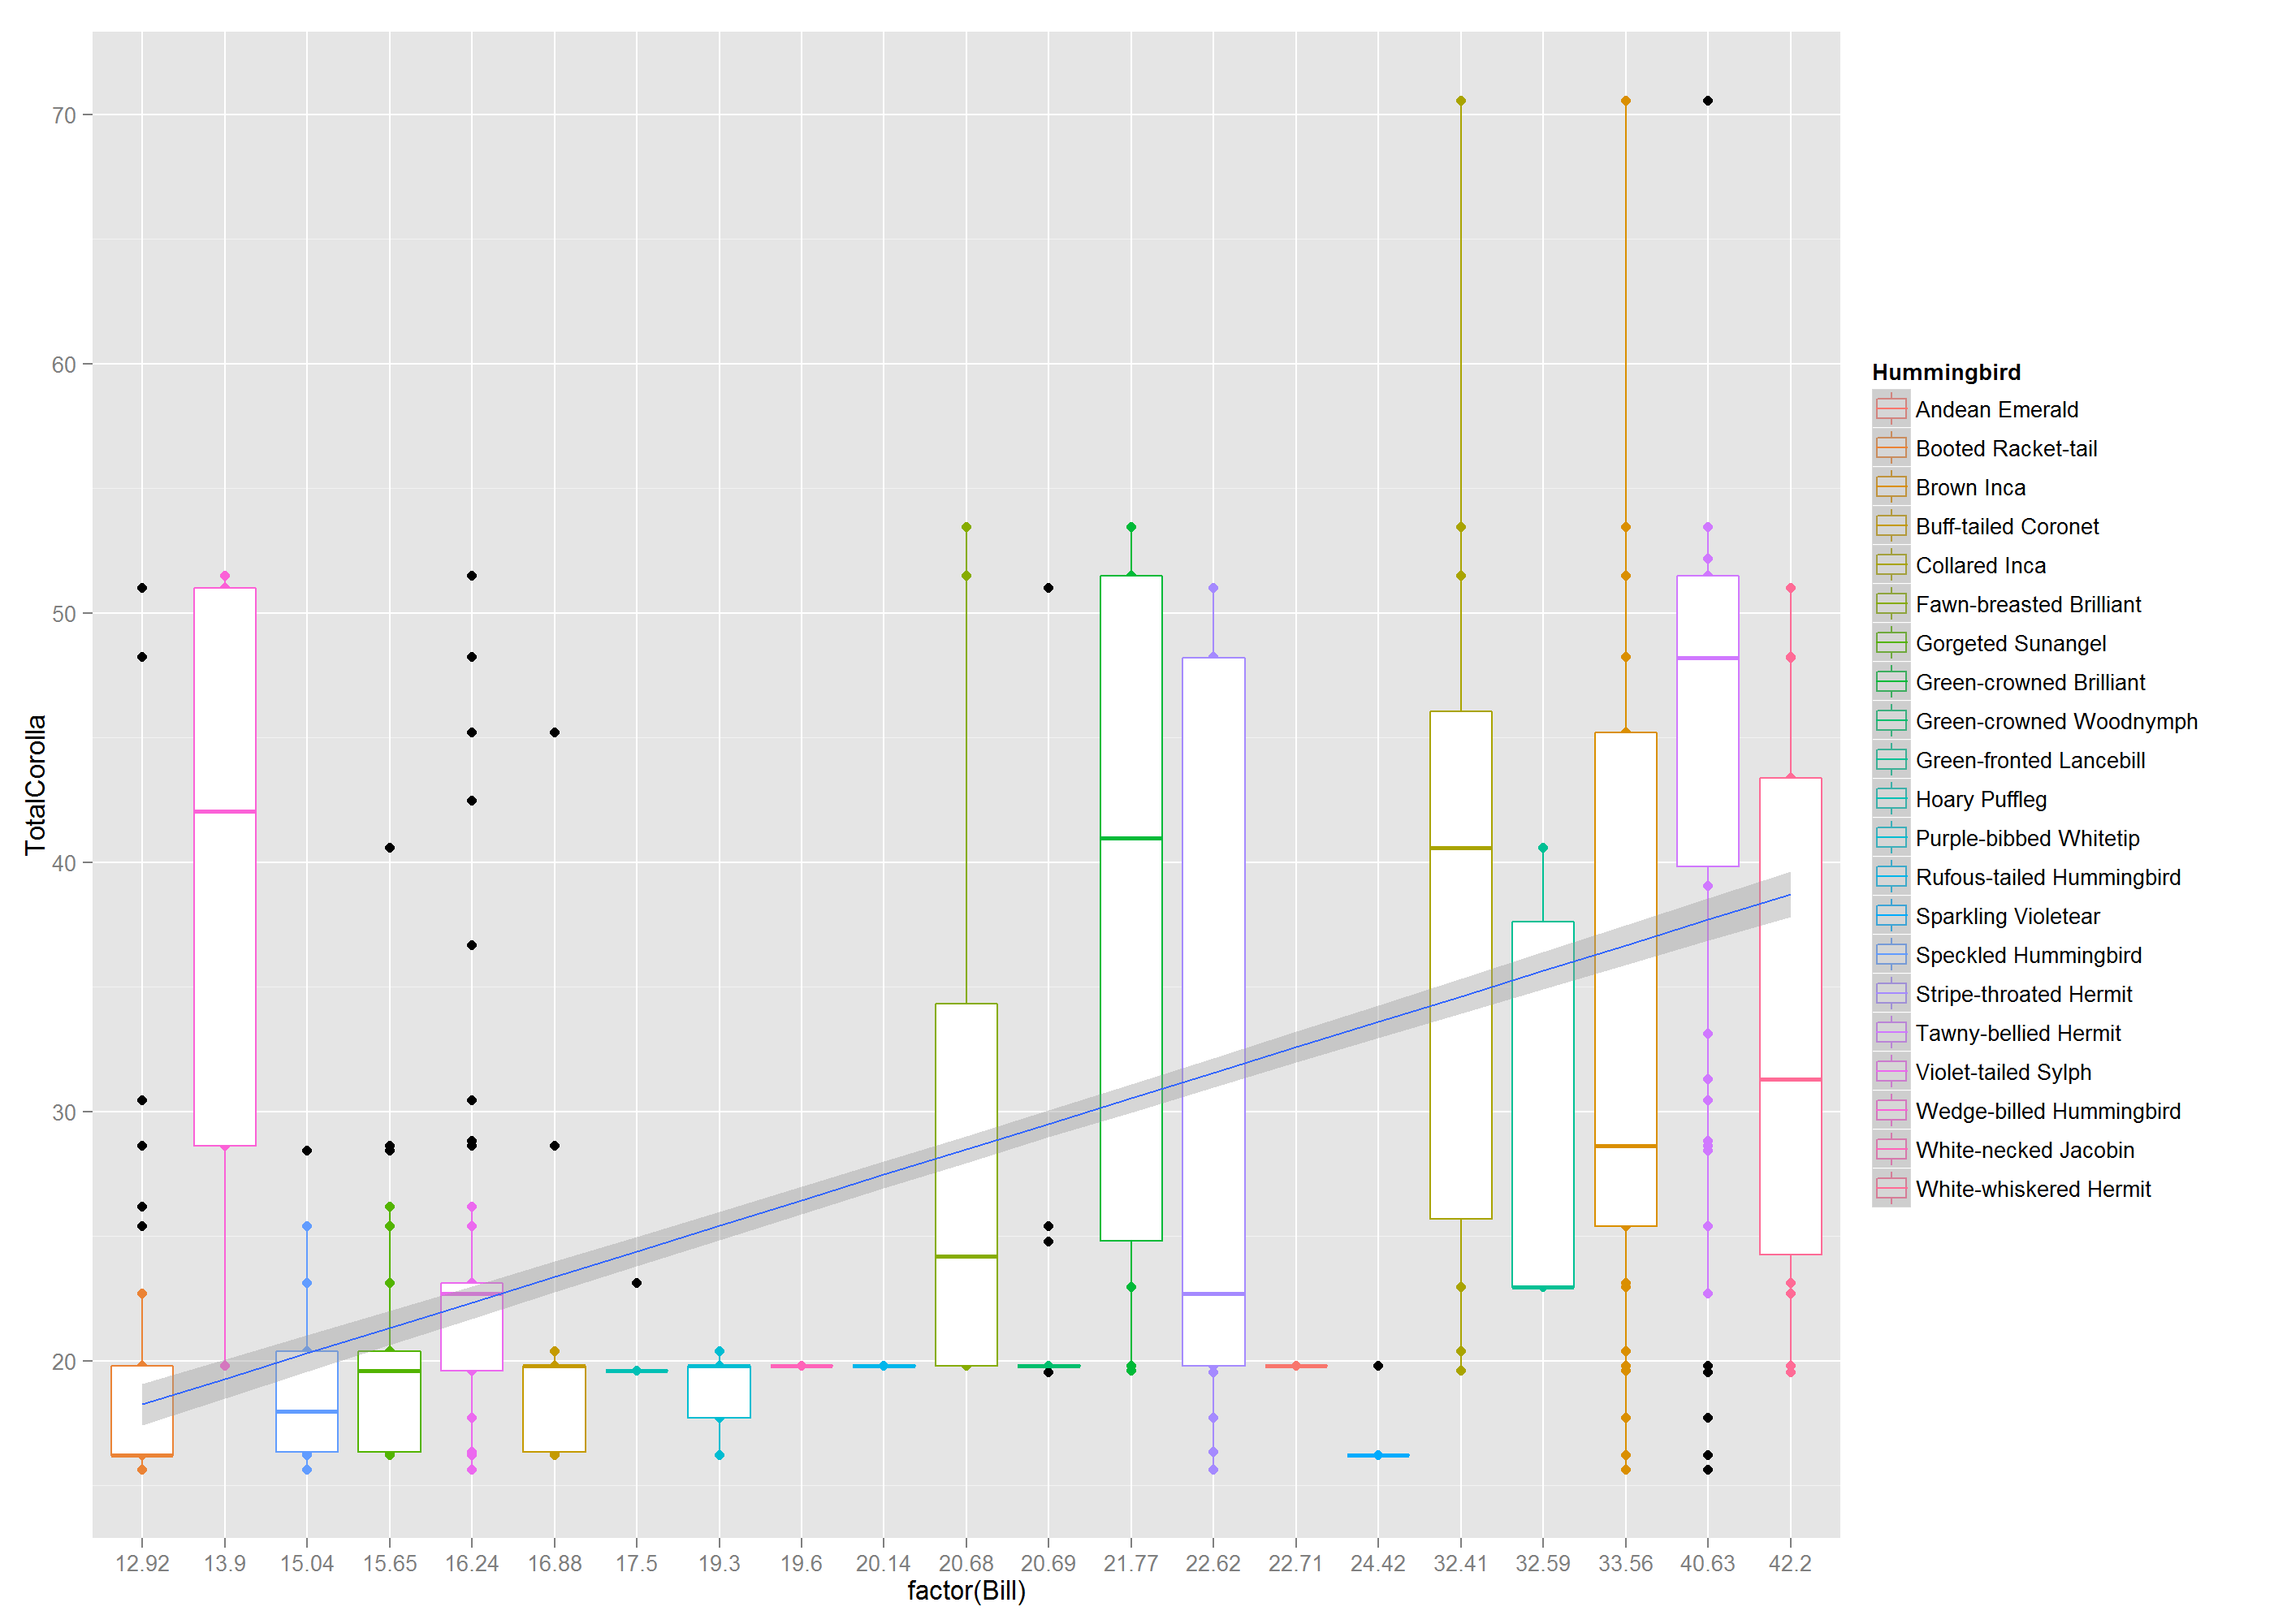 70
60
50
40
30
20
TotalCorolla
12.92 13.9 15.04 15.65 16.24 16.88 17.5 19.3 19.6 20.14 20.68 20.69 21.77 22.62 22.71 24.42 32.41 32.59 33.56 40.63 42.2
factor(Bill)
Hummingbird
Andean Emerald
Booted Racket-tail
Brown Inca
Buff-tailed Coronet
Collared Inca
Fawn-breasted Brilliant
Gorgeted Sunangel
Green-crowned Brilliant
Green-crowned Woodnymph
Green-fronted Lancebill
Hoary Puffleg
Purple-bibbed Whitetip
Rufous-tailed Hummingbird
Sparkling Violetear
Speckled Hummingbird
Stripe-throated Hermit
Tawny-bellied Hermit
Violet-tailed Sylph
Wedge-billed Hummingbird
White-necked Jacobin
White-whiskered Hermit